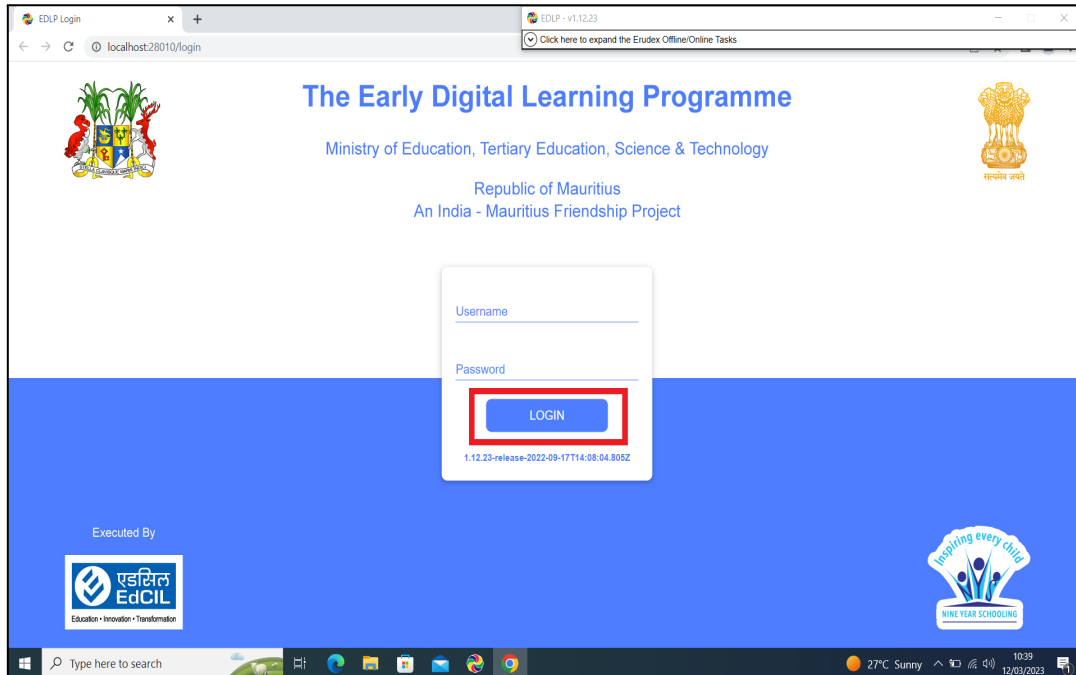 EDLP Login
EDLP - v1.12.23
localhost:28010/login
Click here to expand the Erudex Offline/Online Tasks
The Early Digital Learning Programme
Ministry of Education, Tertiary Education, Science & Technology
Republic of Mauritius
An India - Mauritius Friendship Project
सत्यमेव जयते
Username
Password
LOGIN
1.12.23-release-2022-09-17T14:08:04.805Z
Executed By
एडसिल
EdCIL
Education • Innovation • Transformation
Inspiring every child
NINE YEAR SCHOOLING
Type here to search
27°C Sunny
10:39
12/03/2023
1